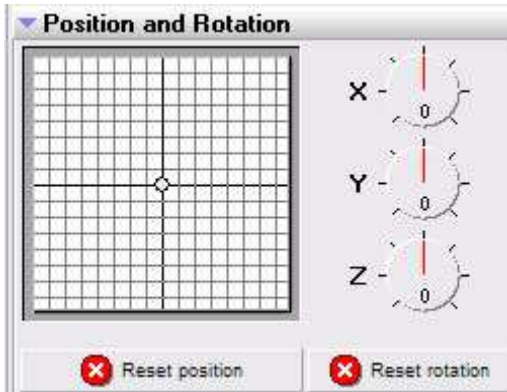 Position and Rotation
X
0
Y
0
Z
0
Reset position
Reset rotation